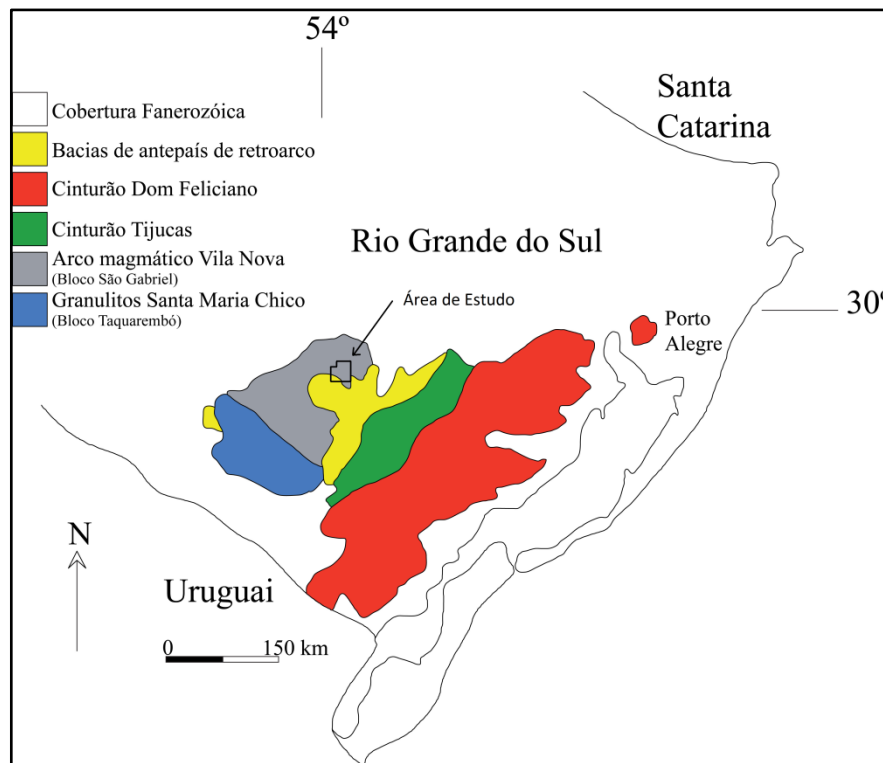 54º
Santa
Catarina
Cobertura Fanerozóica
Bacias de antepaís de retroarco
Cinturão Dom Feliciano
Cinturão Tijucas
Arco magmático Vila Nova
(Bloco São Gabriel)
Granulitos Santa Maria Chico
(Bloco Taquarembó)
Rio Grande do Sul
Área de Estudo
30º
Porto
Alegre
N
Uruguai
0 150 km